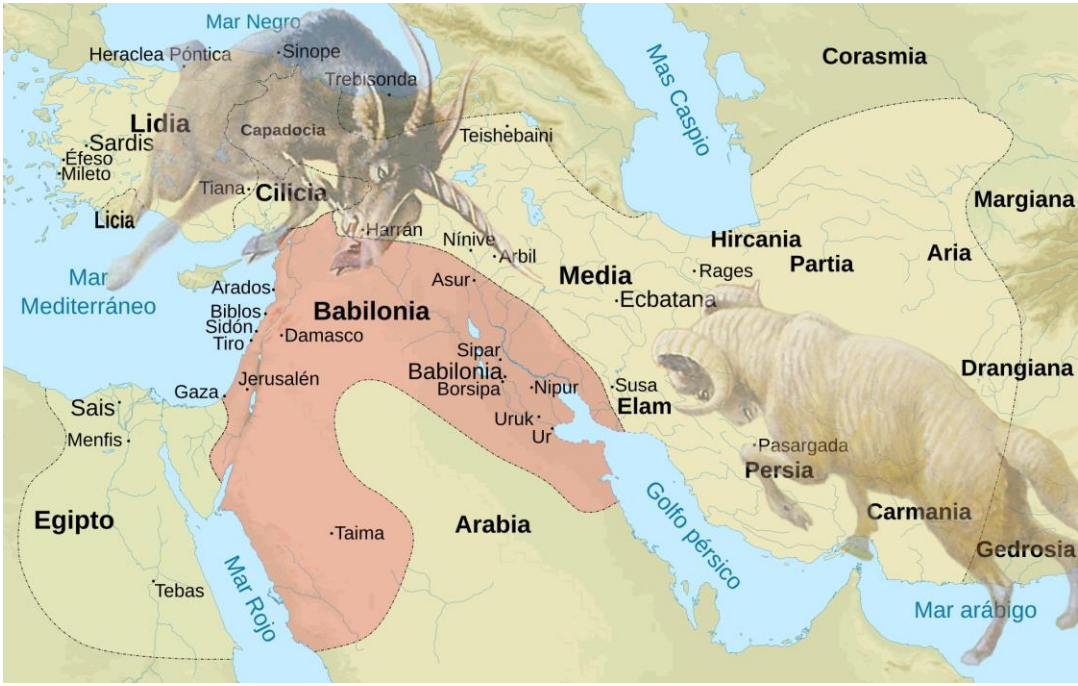 Mar Negro
Heraclea Póntica
Sinope
Trebisonda
Corasmia
Mas Caspio
Lidia
Sardis
Éfeso
Mileto
Capadocia
Teishebaini
Tiana
Cilicia
Licia
Harrán
Nínive
Arbil
Margiana
Hircania
Partia
Aria
Mar
Mediterráneo
Asur
Media
Rages
Ecbatana
Arados
Biblos
Sidón
Tiro
Babilonia
Damasco
Sipar
Babilonia
Borsipa
Nipur
Susa
Elam
Drangiana
Gaza
Jerusalén
Uruk
Ur
Sais
Menfis
Pasargada
Persia
Egipto
Taima
Arabia
Golfo pérsico
Carmania
Gedrosia
Tebas
Mar Rojo
Mar arábigo